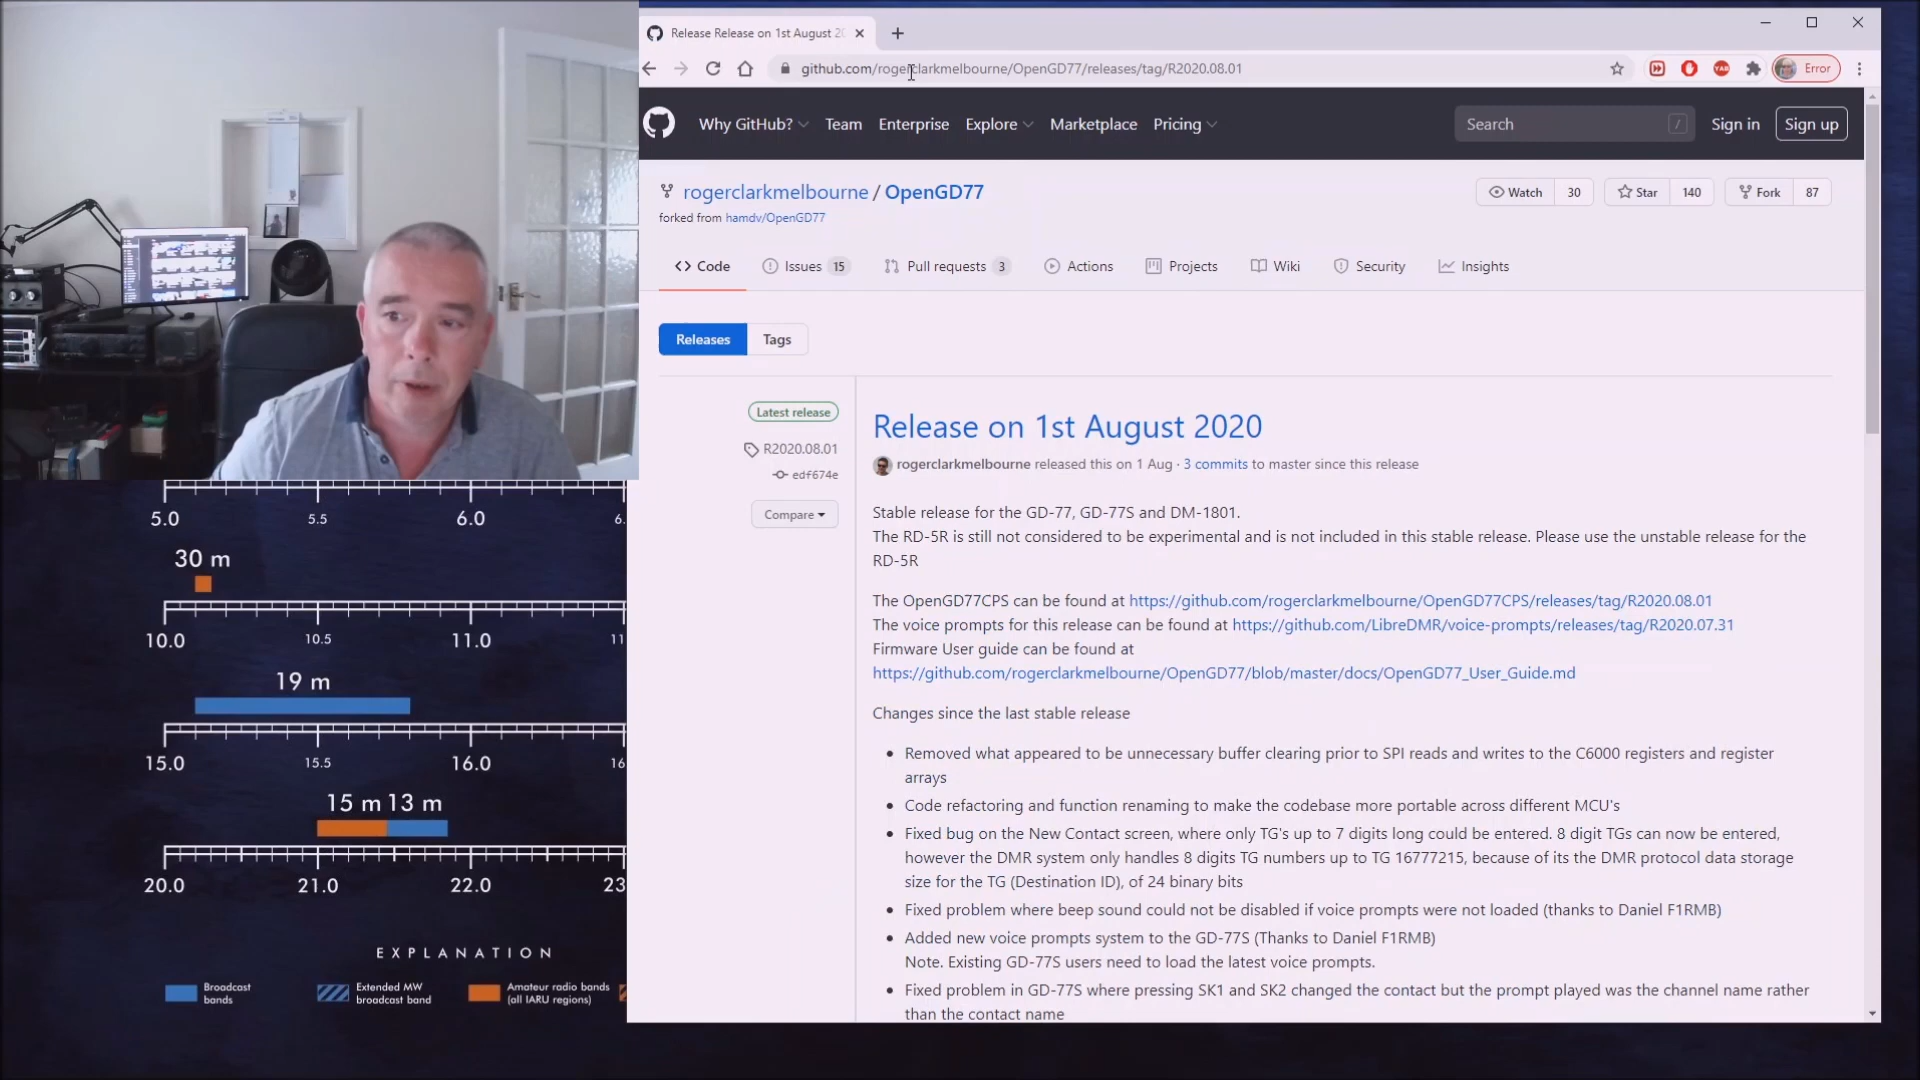 Release Release on 1st August 20
github.com/rogerclarkmelbourne/OpenGD77/releases/tag/R2020.08.01
Error
Why GitHub? Team Enterprise Explore Marketplace Pricing
Search /
Sign in
Sign up
rogerclarkmelbourne / OpenGD77
forked from hamdv/OpenGD77
Watch 30
Star 140
Fork 87
<> Code
Issues 15
Pull requests 3
Actions
Projects
Wiki
Security
Insights
Releases
Tags
Latest release
R2020.08.01
edf674e
Compare
Release on 1st August 2020
rogerclarkmelbourne released this on 1 Aug · 3 commits to master since this release
Stable release for the GD-77, GD-77S and DM-1801.
The RD-5R is still not considered to be experimental and is not included in this stable release. Please use the unstable release for the
RD-5R
The OpenGD77CPS can be found at https://github.com/rogerclarkmelbourne/OpenGD77CPS/releases/tag/R2020.08.01
The voice prompts for this release can be found at https://github.com/LibreDMR/voice-prompts/releases/tag/R2020.07.31
Firmware User guide can be found at
https://github.com/rogerclarkmelbourne/OpenGD77/blob/master/docs/OpenGD77_User_Guide.md
Changes since the last stable release
• Removed what appeared to be unnecessary buffer clearing prior to SPI reads and writes to the C6000 registers and register
arrays
• Code refactoring and function renaming to make the codebase more portable across different MCU's
• Fixed bug on the New Contact screen, where only TG's up to 7 digits long could be entered. 8 digit TGs can now be entered,
however the DMR system only handles 8 digits TG numbers up to TG 16777215, because of its the DMR protocol data storage
size for the TG (Destination ID), of 24 binary bits
• Fixed problem where beep sound could not be disabled if voice prompts were not loaded (thanks to Daniel F1RMB)
• Added new voice prompts system to the GD-77S (Thanks to Daniel F1RMB)
Note. Existing GD-77S users need to load the latest voice prompts.
• Fixed problem in GD-77S where pressing SK1 and SK2 changed the contact but the prompt played was the channel name rather
than the contact name
5.0 5.5 6.0 6.
30 m
10.0 10.5 11.0 11
19 m
15.0 15.5 16.0 16
15 m 13 m
20.0 21.0 22.0 23
EXPLANATION
Broadcast
bands
Extended MW
broadcast band
Amateur radio bands
(all IARU regions)